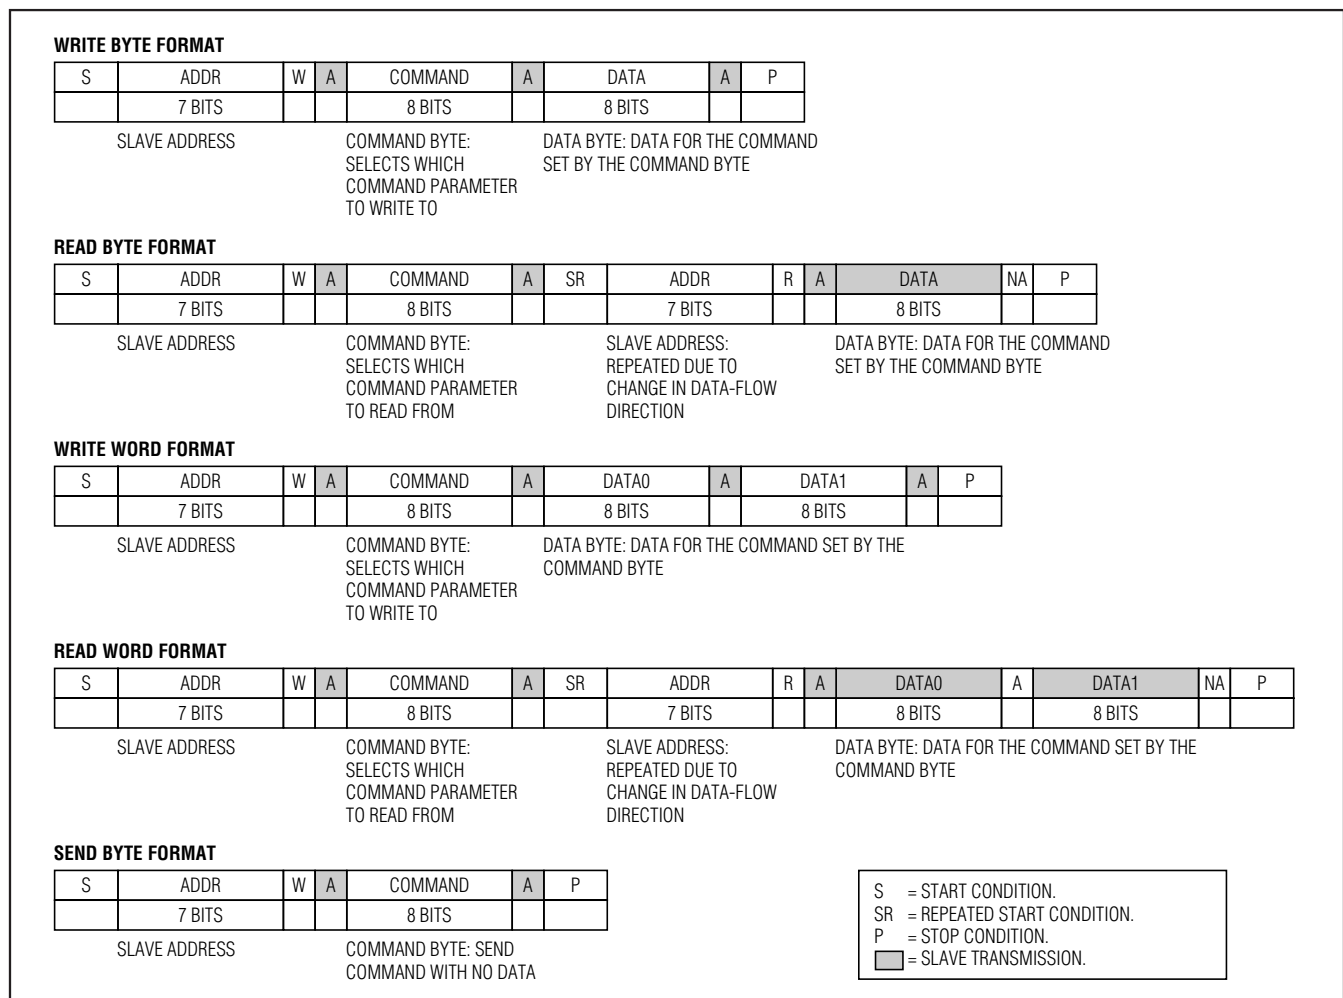 WRITE BYTE FORMAT
S ADDR W A COMMAND A DATA A P
7 BITS 8 BITS 8 BITS
SLAVE ADDRESS COMMAND BYTE: DATA BYTE: DATA FOR THE COMMAND
SELECTS WHICH SET BY THE COMMAND BYTE
COMMAND PARAMETER
TO WRITE TO
READ BYTE FORMAT
S ADDR W A COMMAND A SR ADDR R A DATA NA P
7 BITS 8 BITS 7 BITS 8 BITS
SLAVE ADDRESS COMMAND BYTE: SLAVE ADDRESS: DATA BYTE: DATA FOR THE COMMAND
SELECTS WHICH REPEATED DUE TO SET BY THE COMMAND BYTE
COMMAND PARAMETER CHANGE IN DATA-FLOW
TO READ FROM DIRECTION
WRITE WORD FORMAT
S ADDR W A COMMAND A DATA0 A DATA1 A P
7 BITS 8 BITS 8 BITS 8 BITS
SLAVE ADDRESS COMMAND BYTE: DATA BYTE: DATA FOR THE COMMAND SET BY THE
SELECTS WHICH COMMAND BYTE
COMMAND PARAMETER
TO WRITE TO
READ WORD FORMAT
S ADDR W A COMMAND A SR ADDR R A DATA0 A DATA1 NA P
7 BITS 8 BITS 7 BITS 8 BITS 8 BITS
SLAVE ADDRESS COMMAND BYTE: SLAVE ADDRESS: DATA BYTE: DATA FOR THE COMMAND SET BY THE
SELECTS WHICH REPEATED DUE TO COMMAND BYTE
COMMAND PARAMETER CHANGE IN DATA-FLOW
TO READ FROM DIRECTION
SEND BYTE FORMAT
S ADDR W A COMMAND A P
7 BITS 8 BITS
SLAVE ADDRESS COMMAND BYTE: SEND
COMMAND WITH NO DATA
S = START CONDITION.
SR = REPEATED START CONDITION.
P = STOP CONDITION.
= SLAVE TRANSMISSION.